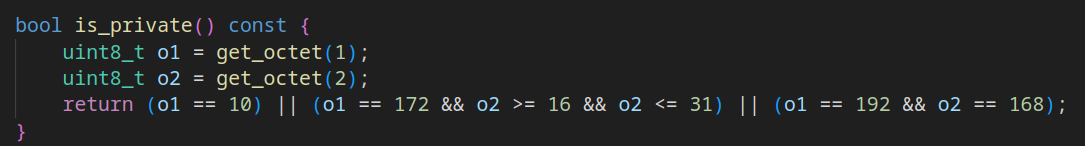 bool is_private() const {
    uint8_t o1 = get_octet(1);
    uint8_t o2 = get_octet(2);
    return (o1 == 10) || (o1 == 172 && o2 >= 16 && o2 <= 31) || (o1 == 192 && o2 == 168);
}